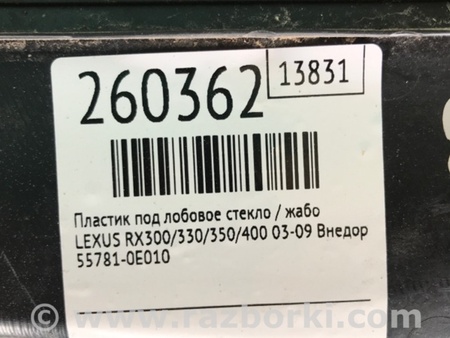 260362
13831
Пластик под лобовое стекло / жабо
LEXUS RX300/330/350/400 03-09 Внедор
55781-0E010
www.razborki.com